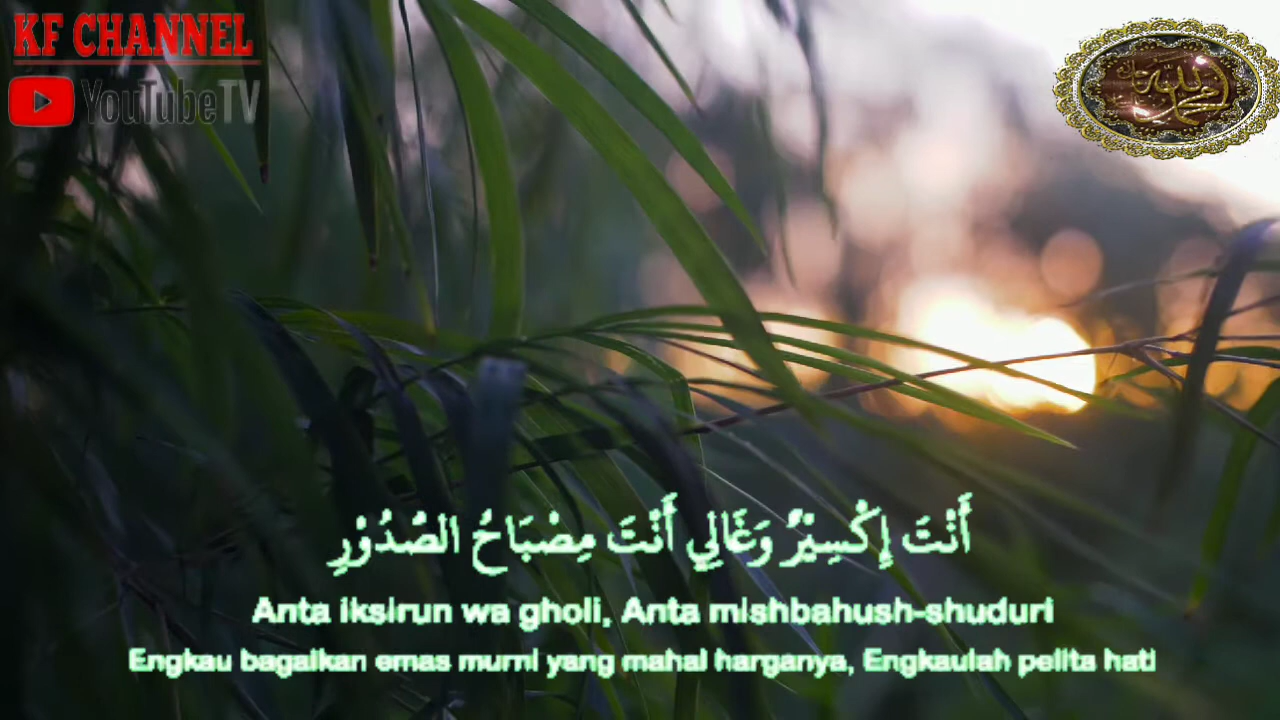 KF CHANNEL
YouTubeTV
أَنْتَ إِكْسِيْرٌ وَغَالِي أَنْتَ مِصْبَاحُ الصُّدُوْرِ
Anta iksirun wa gholi, Anta mishbahush-shuduri
Engkau bagaikan emas murni yang mahal harganya, Engkaulah pelita hati